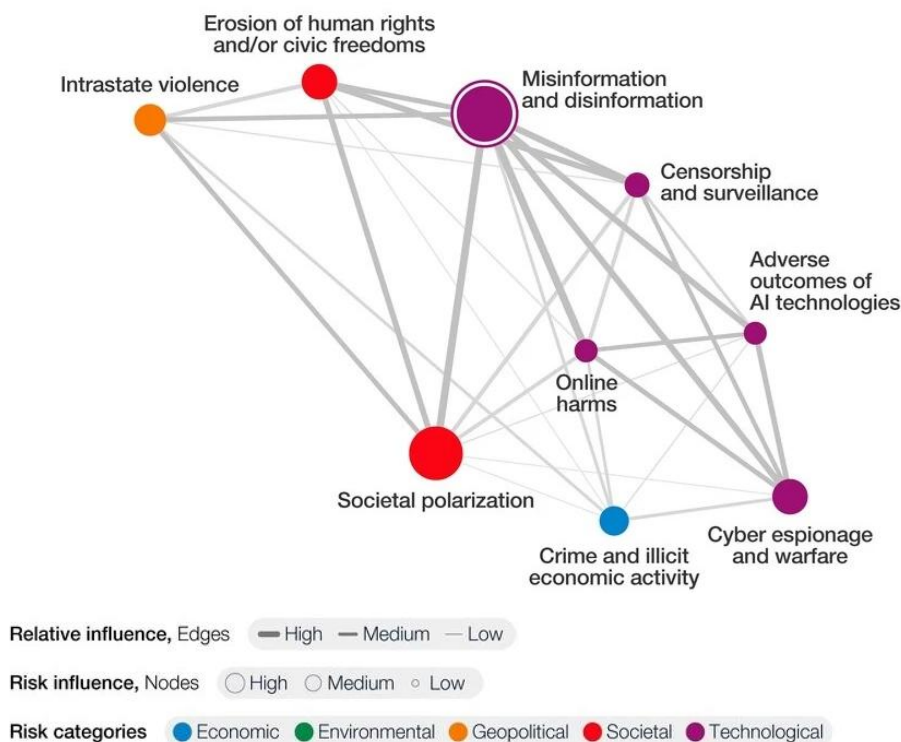 Erosion of human rights
and/or civic freedoms
Intrastate violence
Misinformation
and disinformation
Censorship
and surveillance
Adverse
outcomes of
AI technologies
Online
harms
Societal polarization
Crime and illicit
economic activity
Cyber espionage
and warfare
Relative influence, Edges High Medium Low
Risk influence, Nodes High Medium Low
Risk categories Economic Environmental Geopolitical Societal Technological